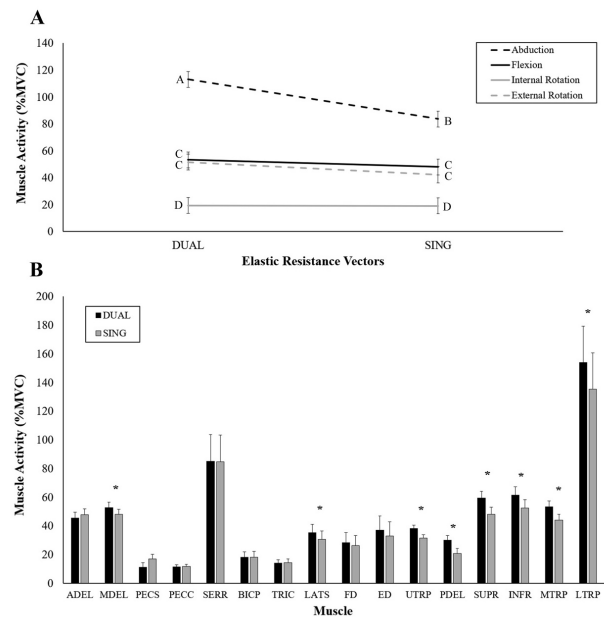 A
140
120
100
80
60
40
20
0
Muscle Activity (%MVC)
Abduction
Flexion
Internal Rotation
External Rotation
A
B
C
C
C
C
D
D
DUAL SING
Elastic Resistance Vectors
B
200
180
160
140
120
100
80
60
40
20
0
Muscle Activity (%MVC)
DUAL
SING
* * * * * * * *
ADEL MDEL PECS PECC SERR BICP TRIC LATS FD ED UTRP PDEL SUPR INFR MTRP LTRP
Muscle